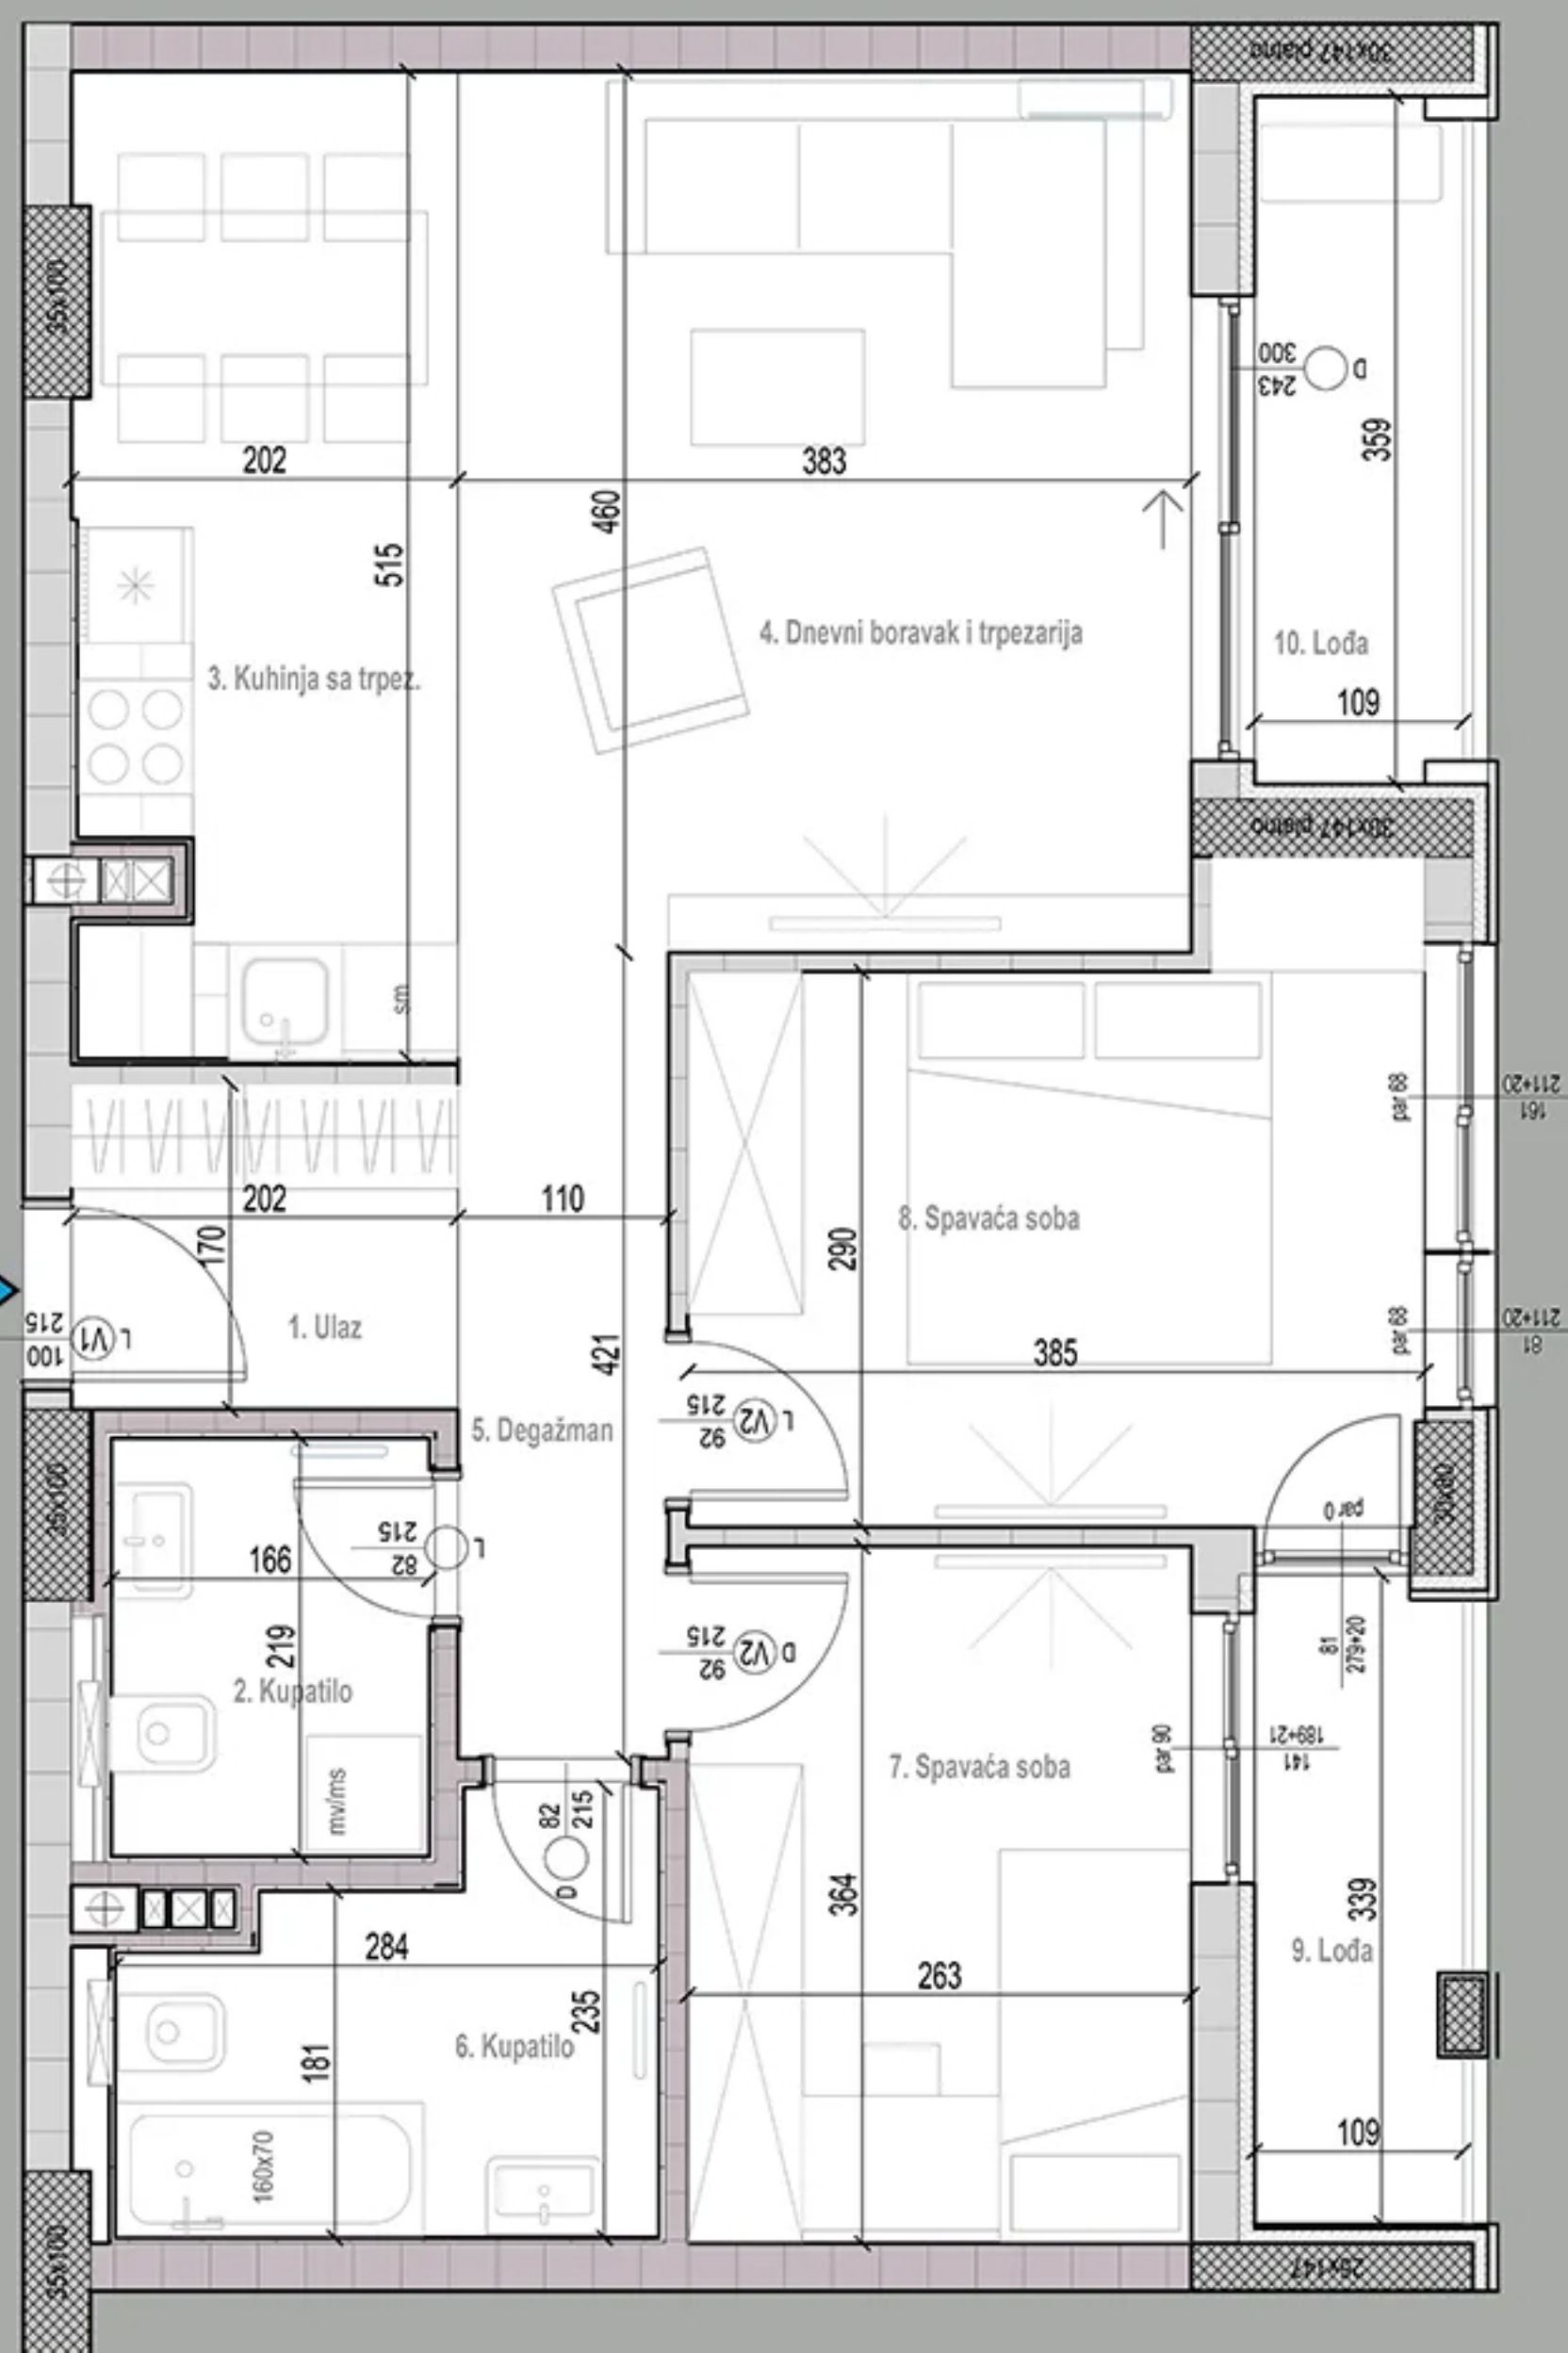 30x147 platno
35x100
300
243
D
359
202
383
460
515
4. Dnevni boravak i trpezarija
10. Lođa
3. Kuhinja sa trpez.
109
30x147 platno
sm
par 68
211+20
161
202
110
170
290
8. Spavaća soba
1. Ulaz
215
100
V1
L
421
385
par 68
211+20
81
5. Degažman
215
92
V2
L
35x100
215
82
L
166
par 0
30x80
219
215
92
V2
D
81
279+20
2. Kupatilo
par 90
189+21
141
7. Spavaća soba
mv/ms
82
215
D
364
339
284
9. Lođa
263
235
6. Kupatilo
181
109
160x70
35x100
25x147